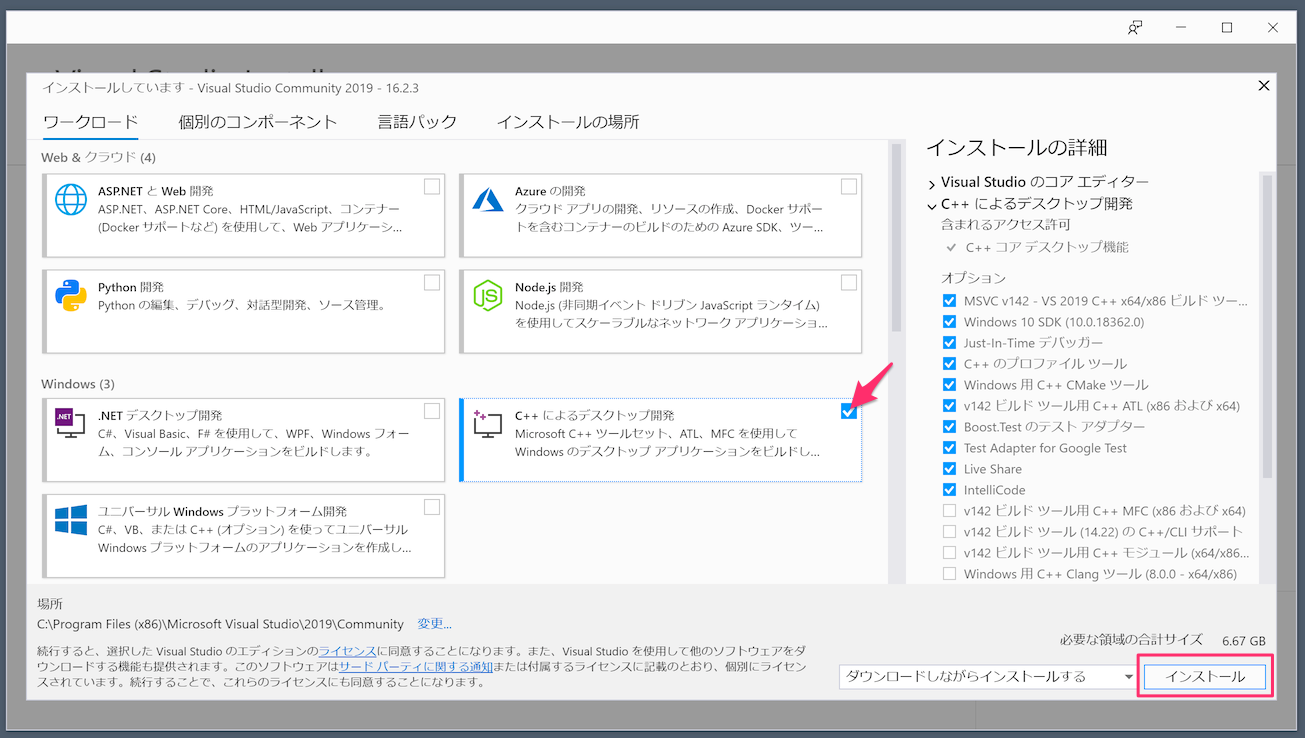 インストールしています - Visual Studio Community 2019 - 16.2.3
ワークロード 個別のコンポーネント 言語パック インストールの場所
Web & クラウド (4)
ASP.NET と Web 開発
ASP.NET、ASP.NET Core、HTML/JavaScript、コンテナー
(Docker サポートなど) を使用して、Web アプリケーシ...
Azure の開発
クラウド アプリの開発、リソースの作成、Docker サポー
トを含むコンテナーのビルドのための Azure SDK、ツー...
Python 開発
Python の編集、デバッグ、対話型開発、ソース管理。
Node.js 開発
Node.js (非同期イベント ドリブン JavaScript ランタイム)
を使用してスケーラブルなネットワーク アプリケーショ...
Windows (3)
.NET
.NET デスクトップ開発
C#、Visual Basic、F# を使用して、WPF、Windows フォー
ム、コンソール アプリケーションをビルドします。
C++ によるデスクトップ開発
Microsoft C++ ツールセット、ATL、MFC を使用して
Windows のデスクトップ アプリケーションをビルドし...
ユニバーサル Windows プラットフォーム開発
C#、VB、または C++ (オプション) を使ってユニバーサル
Windows プラットフォームのアプリケーションを作成し...
インストールの詳細
Visual Studio のコア エディター
C++ によるデスクトップ開発
含まれるアクセス許可
C++ コア デスクトップ機能
オプション
MSVC v142 - VS 2019 C++ x64/x86 ビルド ツー...
Windows 10 SDK (10.0.18362.0)
Just-In-Time デバッガー
C++ のプロファイル ツール
Windows 用 C++ CMake ツール
v142 ビルド ツール用 C++ ATL (x86 および x64)
Boost.Test のテスト アダプター
Test Adapter for Google Test
Live Share
IntelliCode
v142 ビルド ツール用 C++ MFC (x86 および x64)
v142 ビルド ツール (14.22) の C++/CLI サポート
v142 ビルド ツール用 C++ モジュール (x64/x86...
Windows 用 C++ Clang ツール (8.0.0 - x64/x86)
場所
C:\Program Files (x86)\Microsoft Visual Studio\2019\Community 変更...
続行すると、選択した Visual Studio のエディションのライセンスに同意することになります。また、Visual Studio を使用して他のソフトウェアをダ
ウンロードする機能も提供されます。このソフトウェアはサード パーティに関する通知または付属するライセンスに記載のとおり、個別にライセン
スされています。続行することで、これらのライセンスにも同意することになります。
必要な領域の合計サイズ 6.67 GB
ダウンロードしながらインストールする
インストール